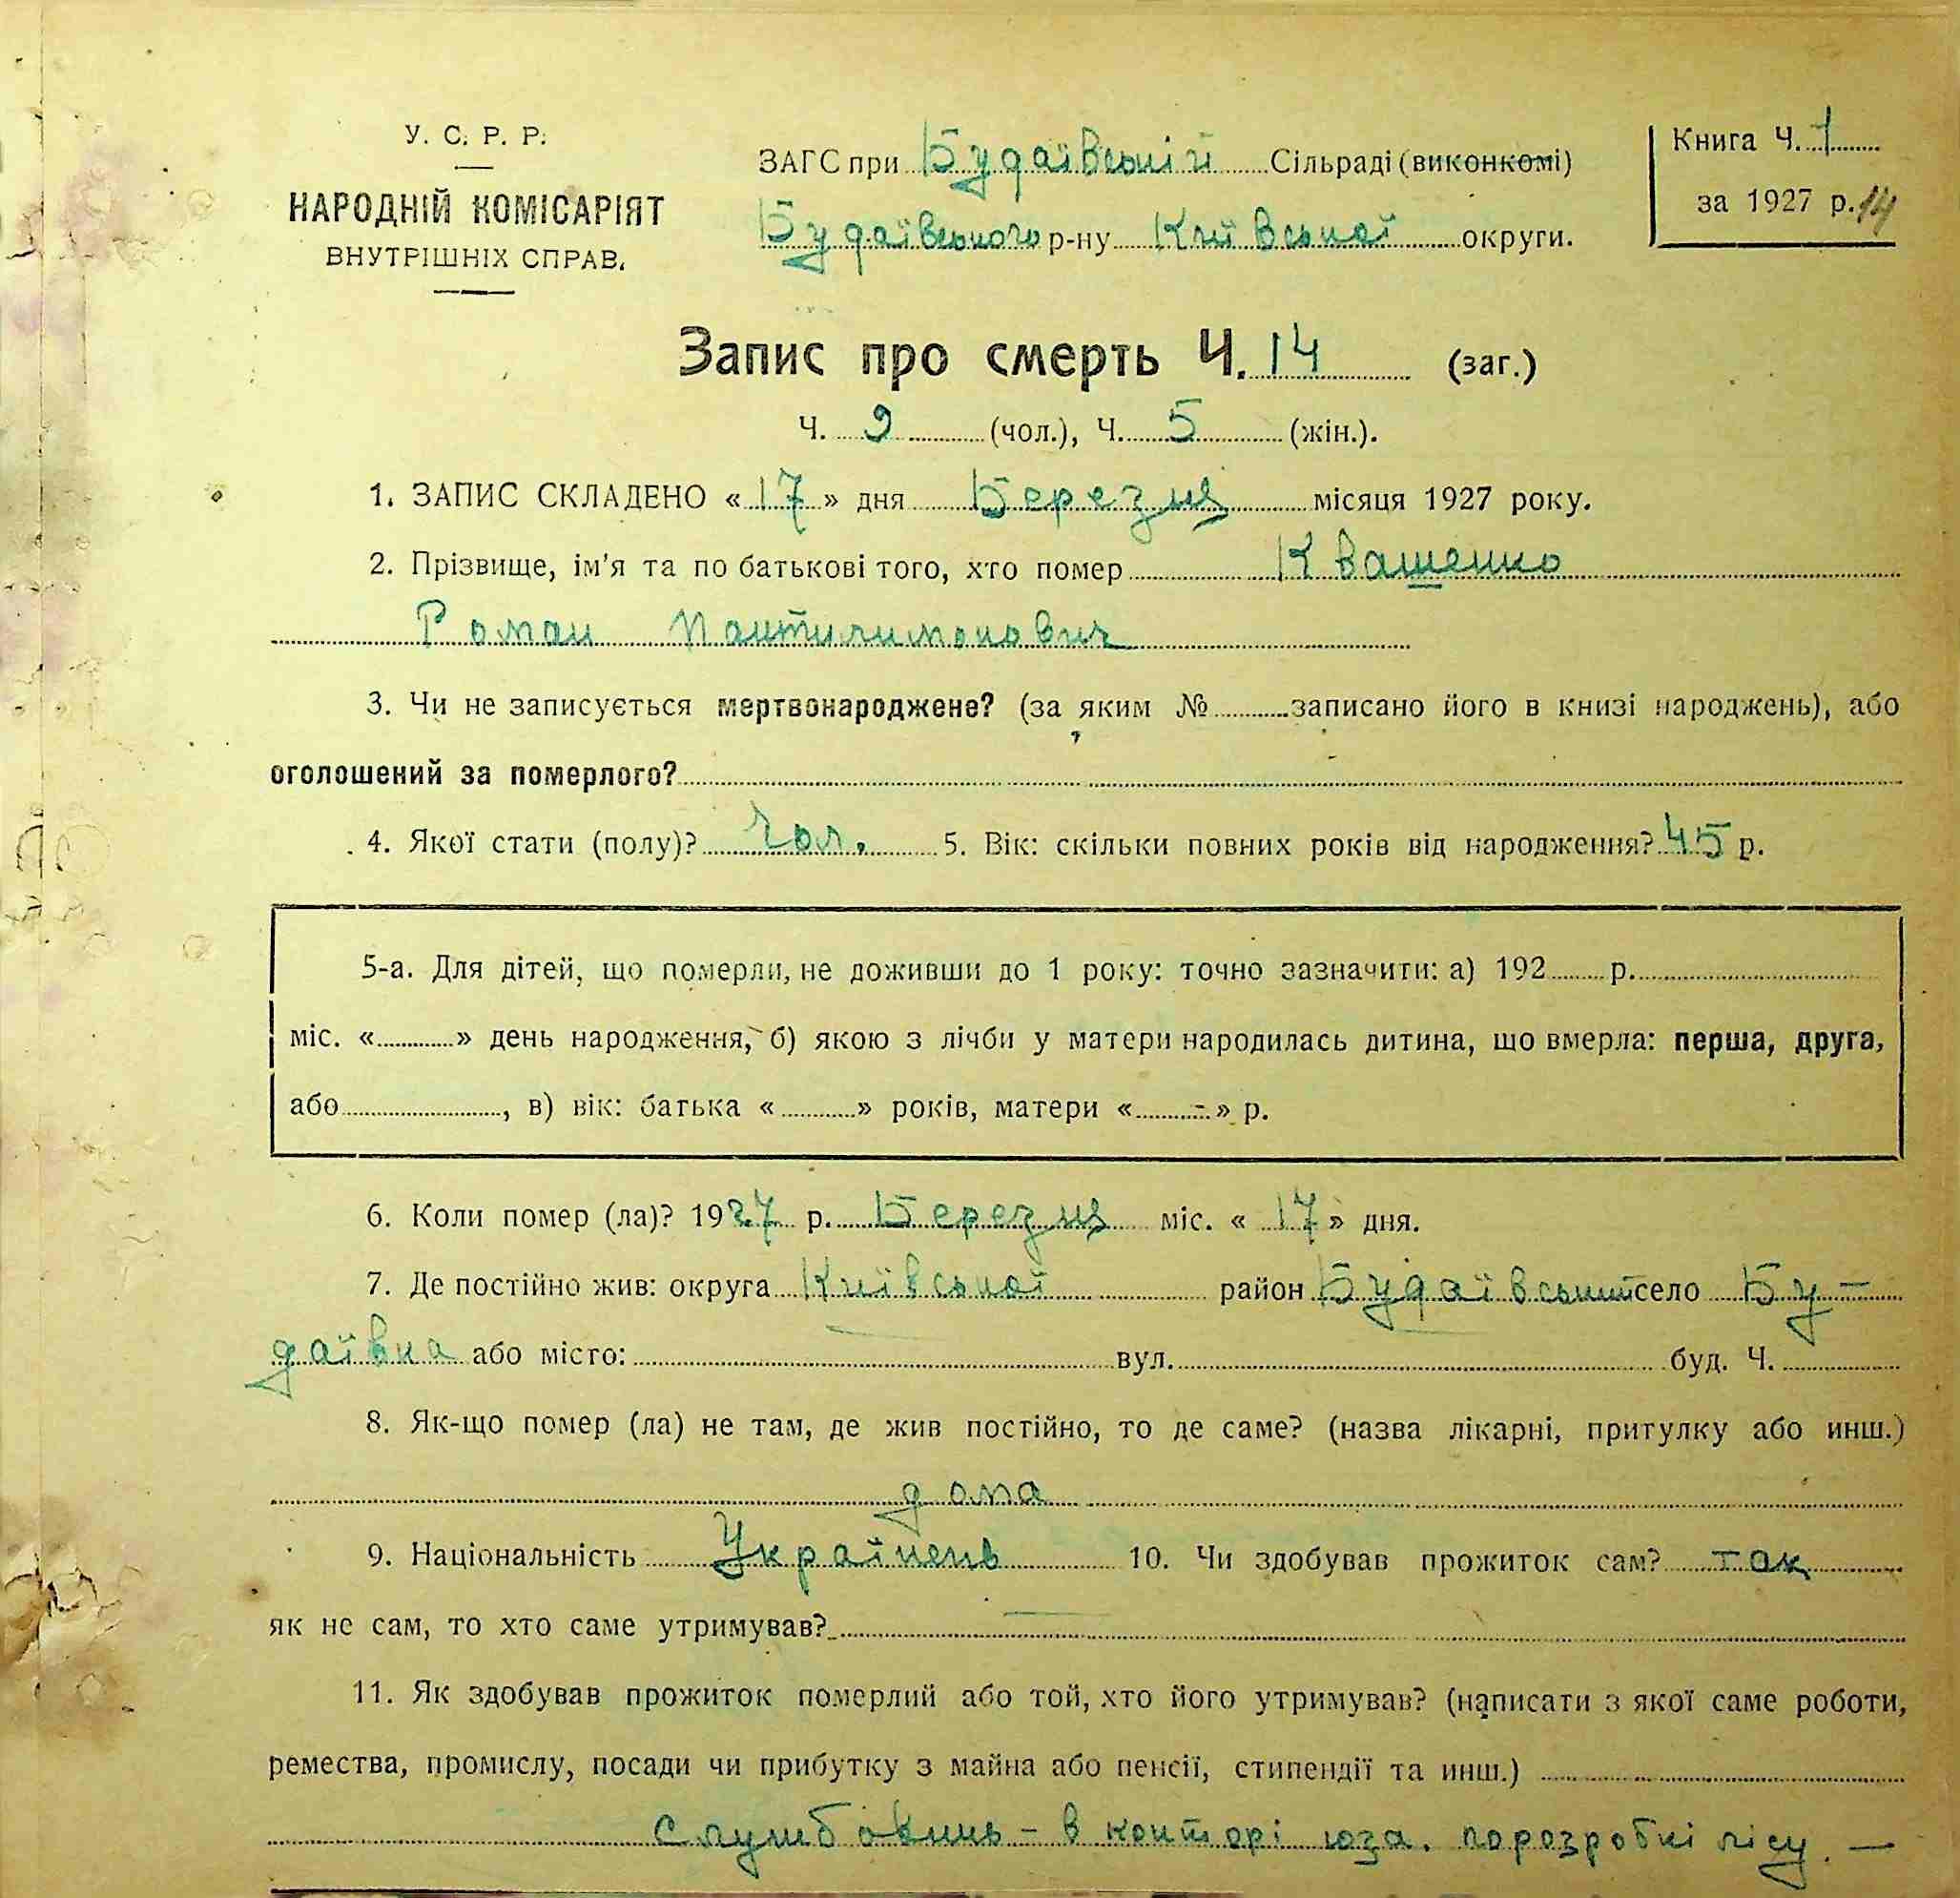 У. С. Р. Р.
НАРОДНІЙ КОМІСАРІЯТ
ВНУТРІШНІХ СПРАВ.
ЗАГС при Будаївській Сільраді (виконкомі)
Будаївського р-ну Київської округи.
Книга Ч. 1
за 1927 р. 14
Запис про смерть Ч. 14 (заг.)
Ч. 9 (чол.), Ч. 5 (жін.).
1. ЗАПИС СКЛАДЕНО «17» дня Березня місяця 1927 року.
2. Прізвище, ім'я та по батькові того, хто помер Квашенко
Роман Пантилимонович
3. Чи не записується мертвонароджене? (за яким № записано його в книзі народжень), або
оголошений за померлого?
4. Якої стати (полу)? Чол. 5. Вік: скільки повних років від народження? 45 р.
5-а. Для дітей, що померли, не доживши до 1 року: точно зазначити: а) 192 р.
міс. « » день народження, б) якою з лічби у матери народилась дитина, що вмерла: перша, друга,
або , в) вік: батька « » років, матери « - » р.
6. Коли помер (ла)? 1927 р. Березня міс. «17» дня.
7. Де постійно жив: округа Київської район Будаївський село Бу-
даївка або місто: вул. буд. Ч.
8. Як-що помер (ла) не там, де жив постійно, то де саме? (назва лікарні, притулку або инш.)
дома
9. Національність Українець 10. Чи здобував прожиток сам? так
як не сам, то хто саме утримував?
11. Як здобував прожиток померлий або той, хто його утримував? (написати з якої саме роботи,
ремества, промислу, посади чи прибутку з майна або пенсії, стипендії та инш.)
службовець - в конторі порозробкі лісу. —